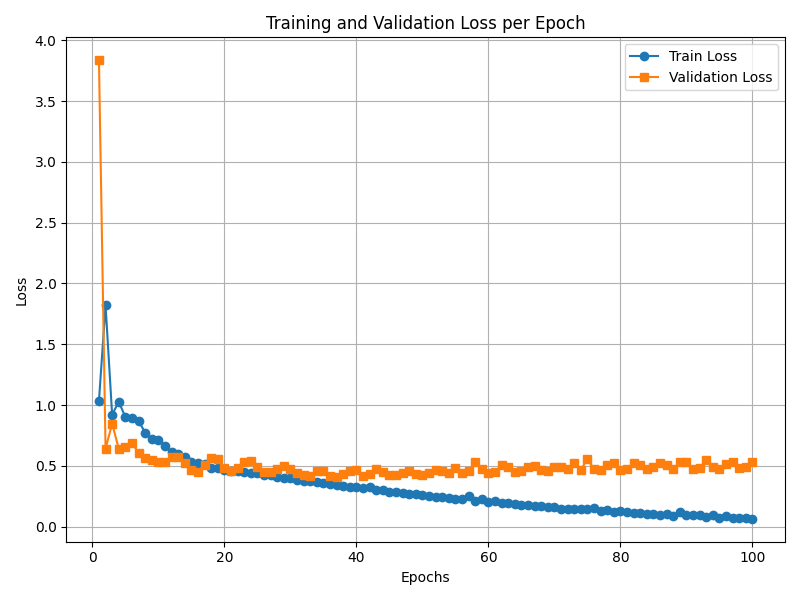 Training and Validation Loss per Epoch
Train Loss
Validation Loss
4.0
3.5
3.0
2.5
2.0
1.5
1.0
0.5
0.0
Loss
0 20 40 60 80 100
Epochs